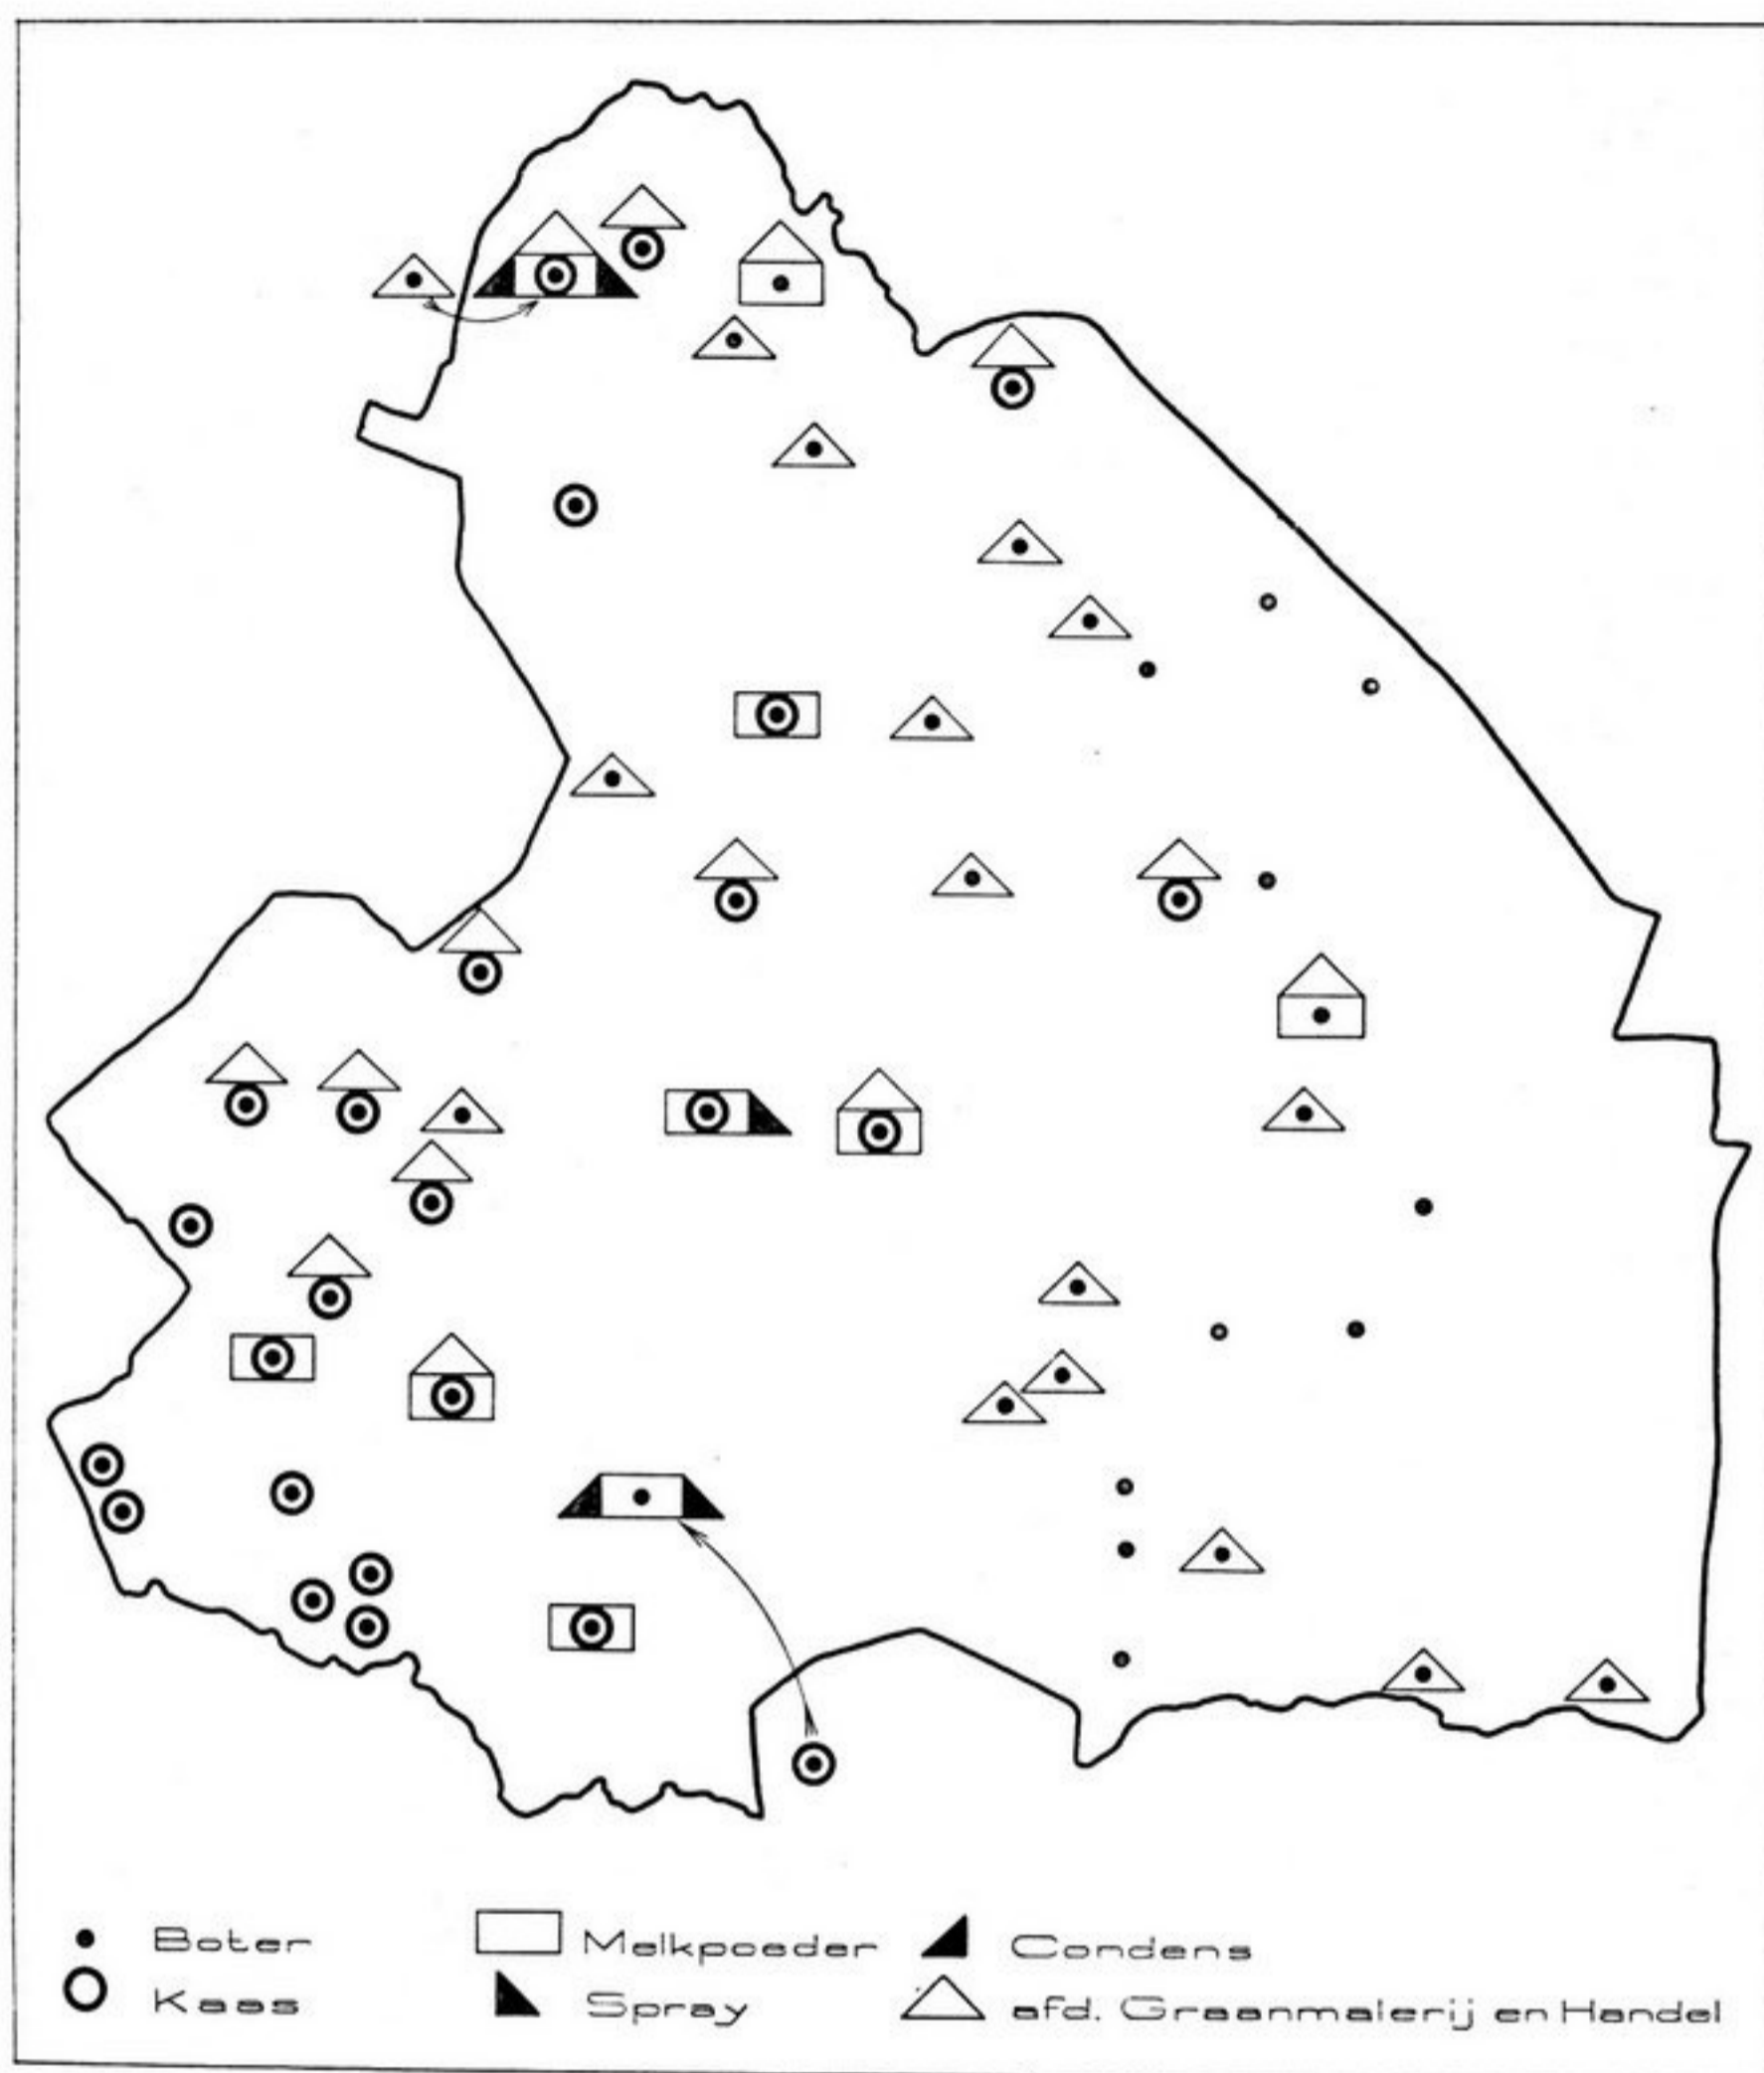 Boter
Kaas
Melkpoeder
Spray
Condens
afd. Graanmalerij en Handel